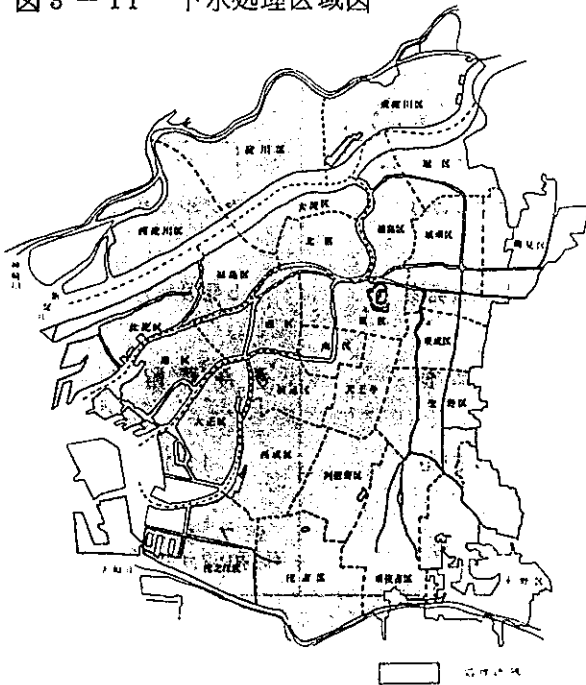 図3－11 下水処理区域図
東淀川区
淀川区
旭区
大淀区
西淀川区
都島区
城東区
北区
鶴見区
福島区
此花区
西区
東区
港区
東成区
南区
浪速区
天王寺
生野区
大正区
西成区
阿倍野区
住之江区
住吉区
東住吉区
平野区
処理区域